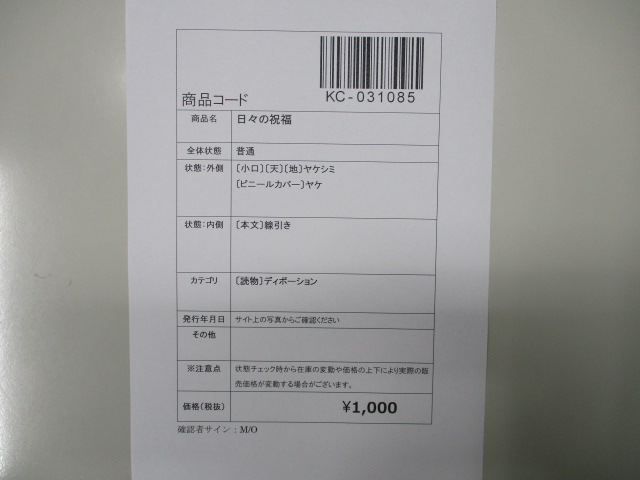 KC-031085
商品コード
商品名 日々の祝福
全体状態 普通
状態:外側 〔小口〕〔天〕〔地〕ヤケシミ
〔ビニールカバー〕ヤケ
状態:内側 〔本文〕線引き
カテゴリ 〔読物〕ディボーション
発行年月日 サイト上の写真からご確認ください
その他
※注意点 状態チェック時から在庫の変動や価格の上下により実際の販
売価格が変動する場合がございます。
価格〔税抜〕 ¥1,000
確認者サイン:M/O